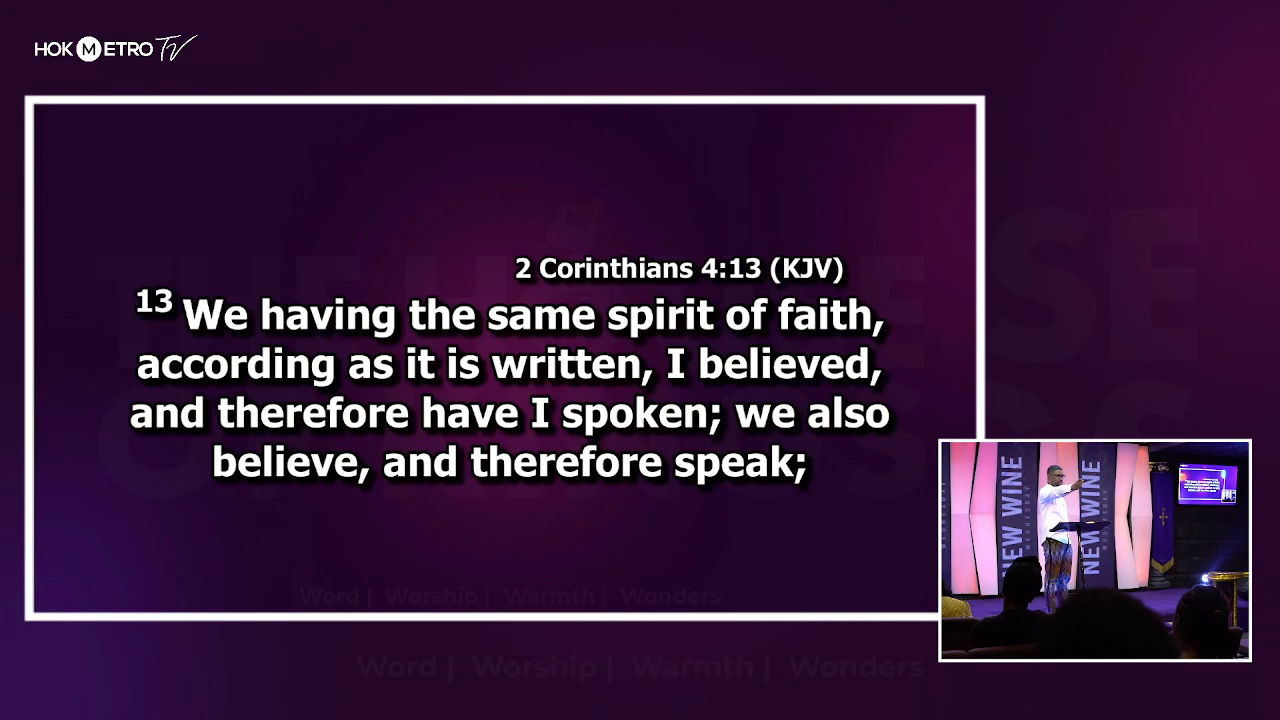 HOK METRO TV
2 Corinthians 4:13 (KJV)
13 We having the same spirit of faith,
according as it is written, I believed,
and therefore have I spoken; we also
believe, and therefore speak;
Word | Worship | Warmth | Wonders
Word | Worship | Warmth | Wonders
NEW WINE
WEDNESDAY
NEW WINE
WEDNESDAY